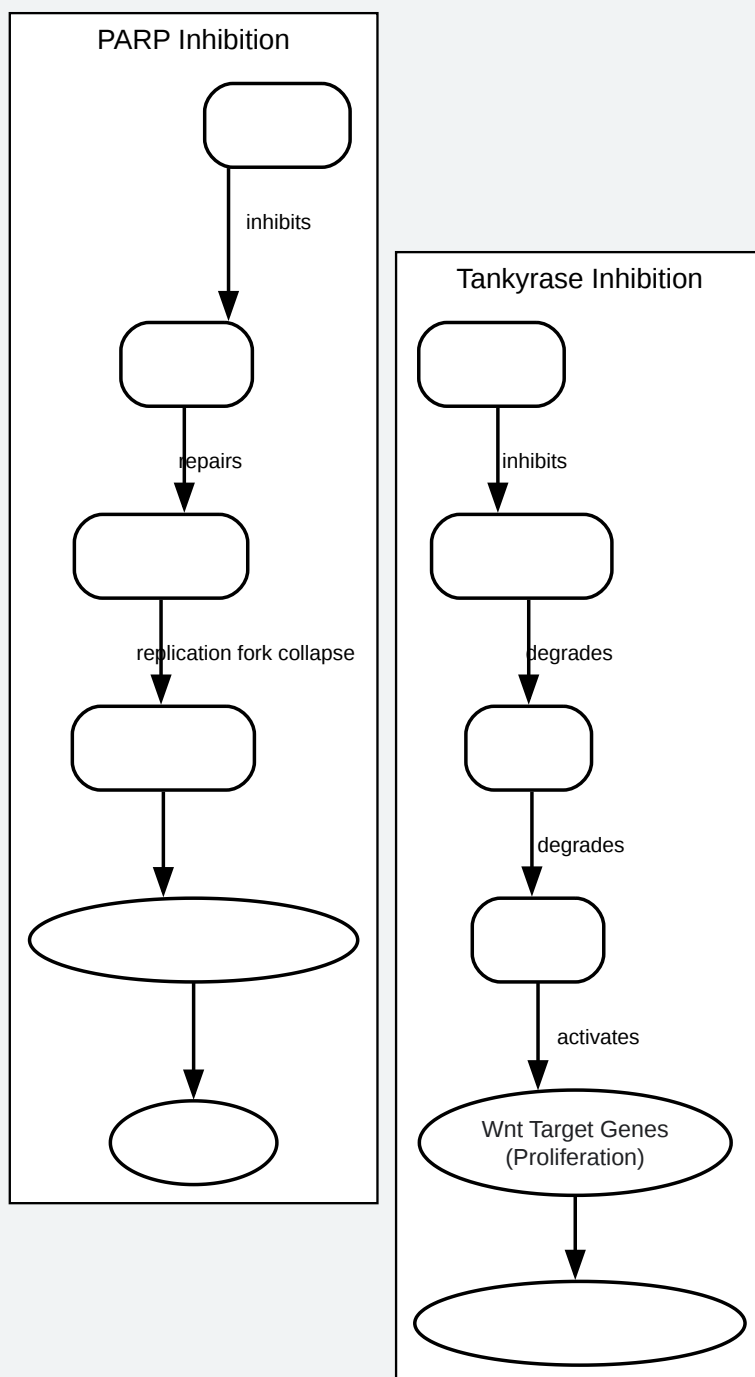 PARP Inhibition
inhibits
repairs
replication fork collapse
Tankyrase Inhibition
inhibits
degrades
degrades
activates
Wnt Target Genes
(Proliferation)